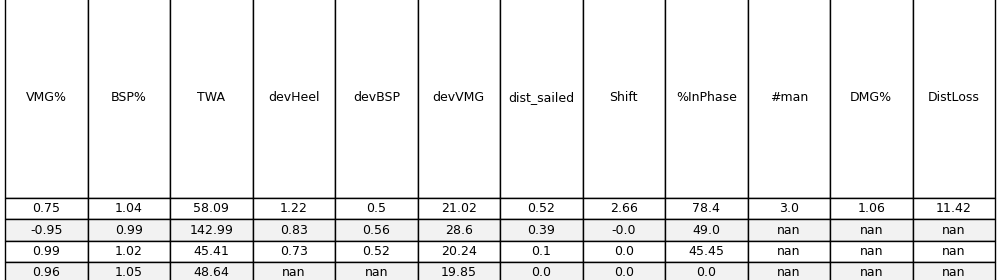 VMG% BSP% TWA devHeel devBSP devVMG dist_sailed Shift %InPhase #man DMG% DistLoss
0.75 1.04 58.09 1.22 0.5 21.02 0.52 2.66 78.4 3.0 1.06 11.42
-0.95 0.99 142.99 0.83 0.56 28.6 0.39 -0.0 49.0 nan nan nan
0.99 1.02 45.41 0.73 0.52 20.24 0.1 0.0 45.45 nan nan nan
0.96 1.05 48.64 nan nan 19.85 0.0 0.0 0.0 nan nan nan